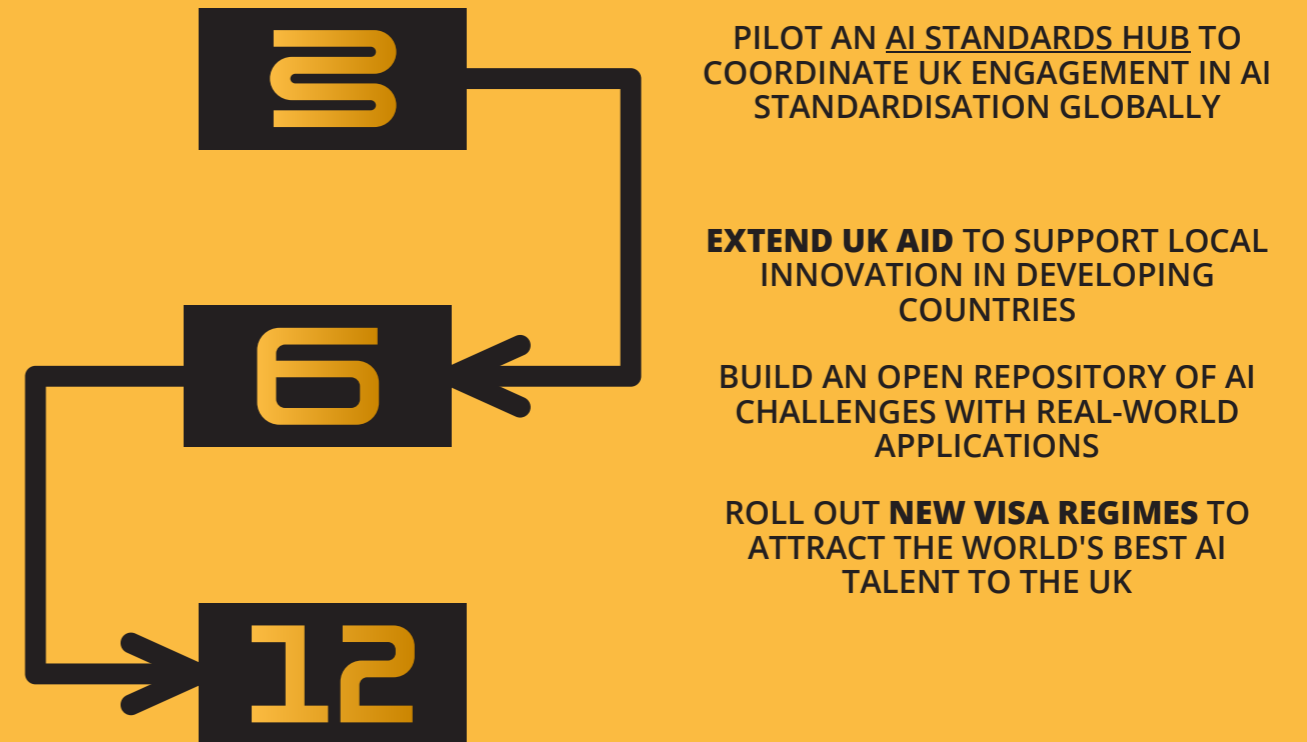 3
PILOT AN AI STANDARDS HUB TO
COORDINATE UK ENGAGEMENT IN AI
STANDARDISATION GLOBALLY
6
EXTEND UK AID TO SUPPORT LOCAL
INNOVATION IN DEVELOPING
COUNTRIES
BUILD AN OPEN REPOSITORY OF AI
CHALLENGES WITH REAL-WORLD
APPLICATIONS
ROLL OUT NEW VISA REGIMES TO
ATTRACT THE WORLD'S BEST AI
TALENT TO THE UK
12